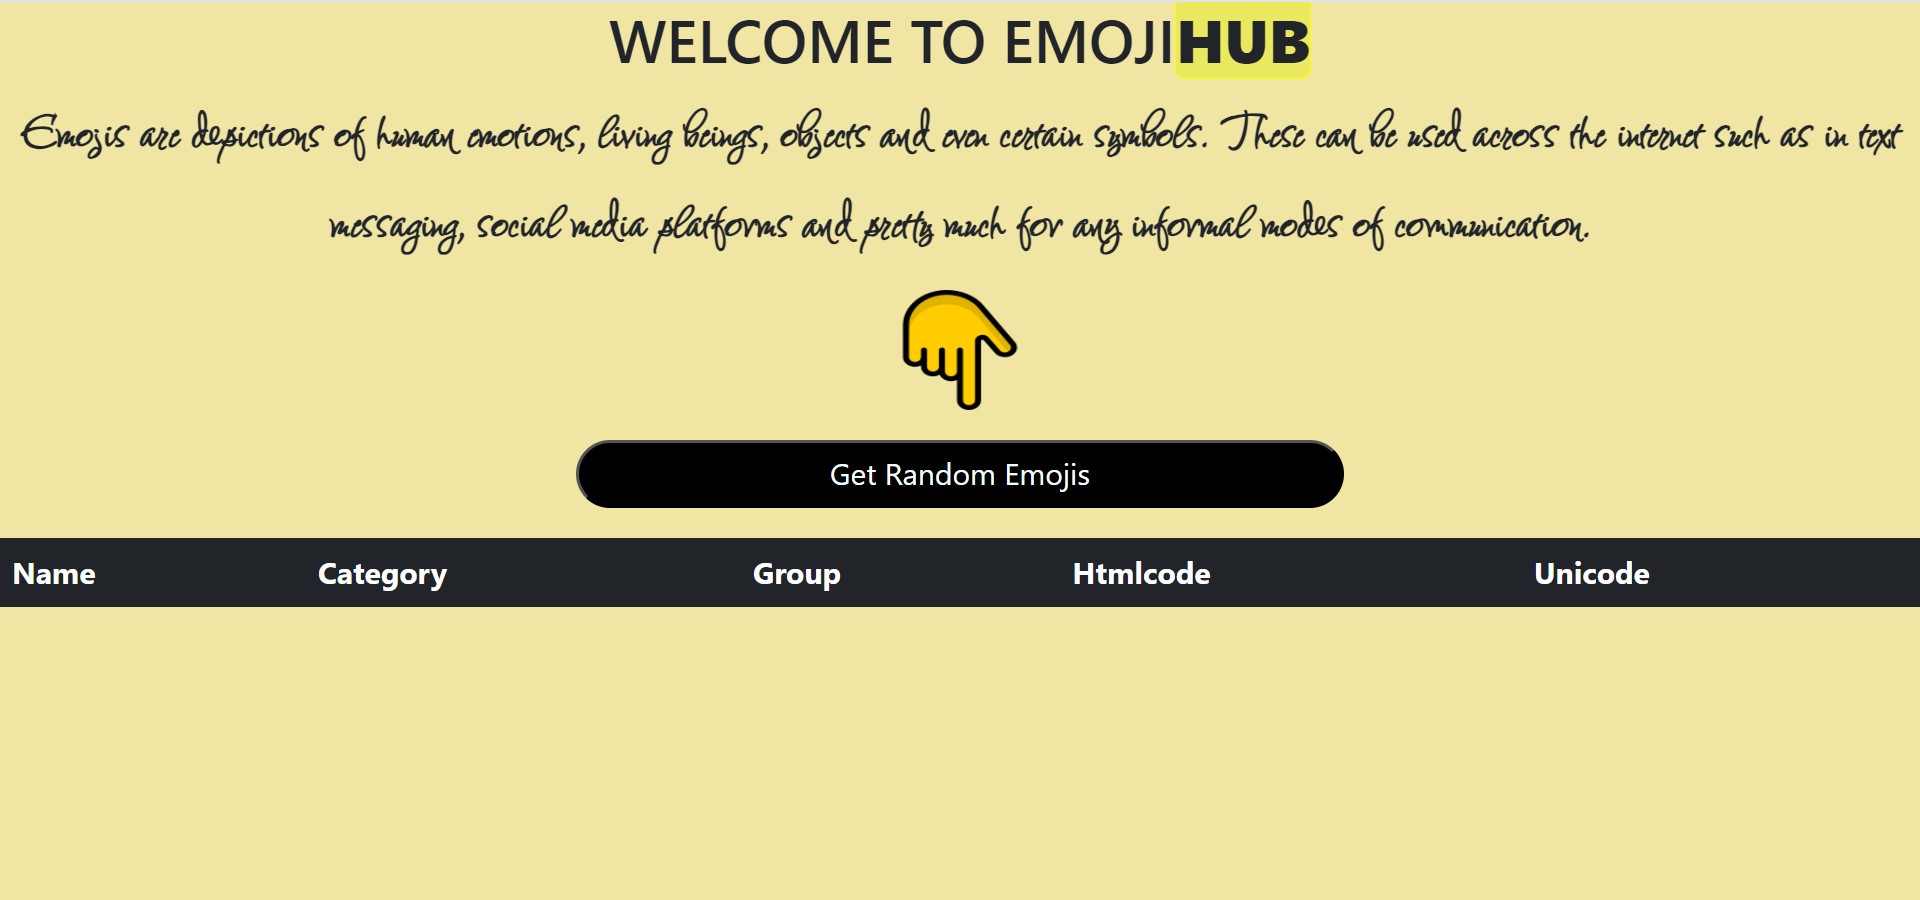 WELCOME TO EMOJIHUB
Emojis are depictions of human emotions, living beings, objects and even certain symbols. These can be used across the internet such as in text
messaging, social media platforms and pretty much for any informal modes of communication.
Get Random Emojis
Name Category Group Htmlcode Unicode